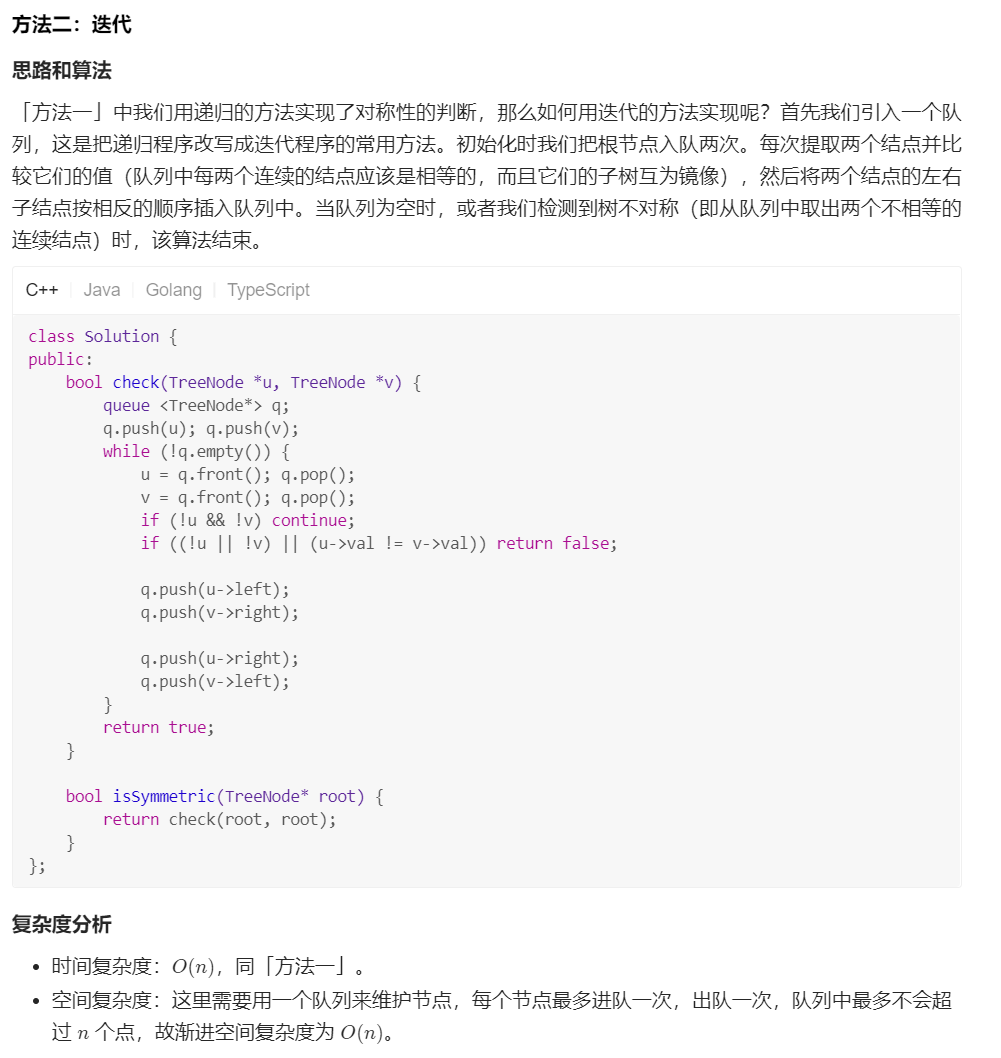 方法二：迭代
思路和算法
「方法一」中我们用递归的方法实现了对称性的判断，那么如何用迭代的方法实现呢？首先我们引入一个队
列，这是把递归程序改写成迭代程序的常用方法。初始化时我们把根节点入队两次。每次提取两个结点并比
较它们的值（队列中每两个连续的结点应该是相等的，而且它们的子树互为镜像），然后将两个结点的左右
子结点按相反的顺序插入队列中。当队列为空时，或者我们检测到树不对称（即从队列中取出两个不相等的
连续结点）时，该算法结束。
C++ Java Golang TypeScript
class Solution {
public:
    bool check(TreeNode *u, TreeNode *v) {
        queue <TreeNode*> q;
        q.push(u); q.push(v);
        while (!q.empty()) {
            u = q.front(); q.pop();
            v = q.front(); q.pop();
            if (!u && !v) continue;
            if ((!u || !v) || (u->val != v->val)) return false;

            q.push(u->left);
            q.push(v->right);

            q.push(u->right);
            q.push(v->left);
        }
        return true;
    }

    bool isSymmetric(TreeNode* root) {
        return check(root, root);
    }
};
复杂度分析
• 时间复杂度：O(n)，同「方法一」。
• 空间复杂度：这里需要用一个队列来维护节点，每个节点最多进队一次，出队一次，队列中最多不会超
过 n 个点，故渐进空间复杂度为 O(n)。